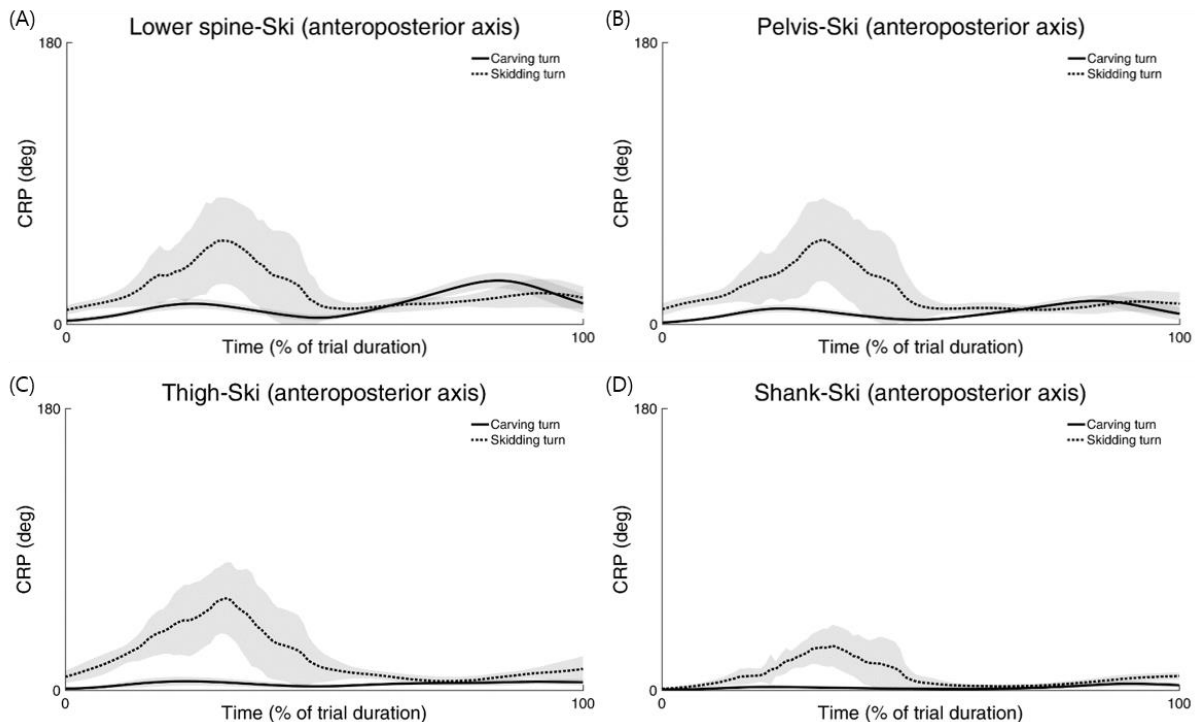 (A)
Lower spine-Ski (anteroposterior axis)
180
Carving turn
Skidding turn
CRP (deg)
0
0
100
Time (% of trial duration)
(B)
Pelvis-Ski (anteroposterior axis)
180
Carving turn
Skidding turn
CRP (deg)
0
0
100
Time (% of trial duration)
(C)
Thigh-Ski (anteroposterior axis)
180
Carving turn
Skidding turn
CRP (deg)
0
0
100
Time (% of trial duration)
(D)
Shank-Ski (anteroposterior axis)
180
Carving turn
Skidding turn
CRP (deg)
0
0
100
Time (% of trial duration)